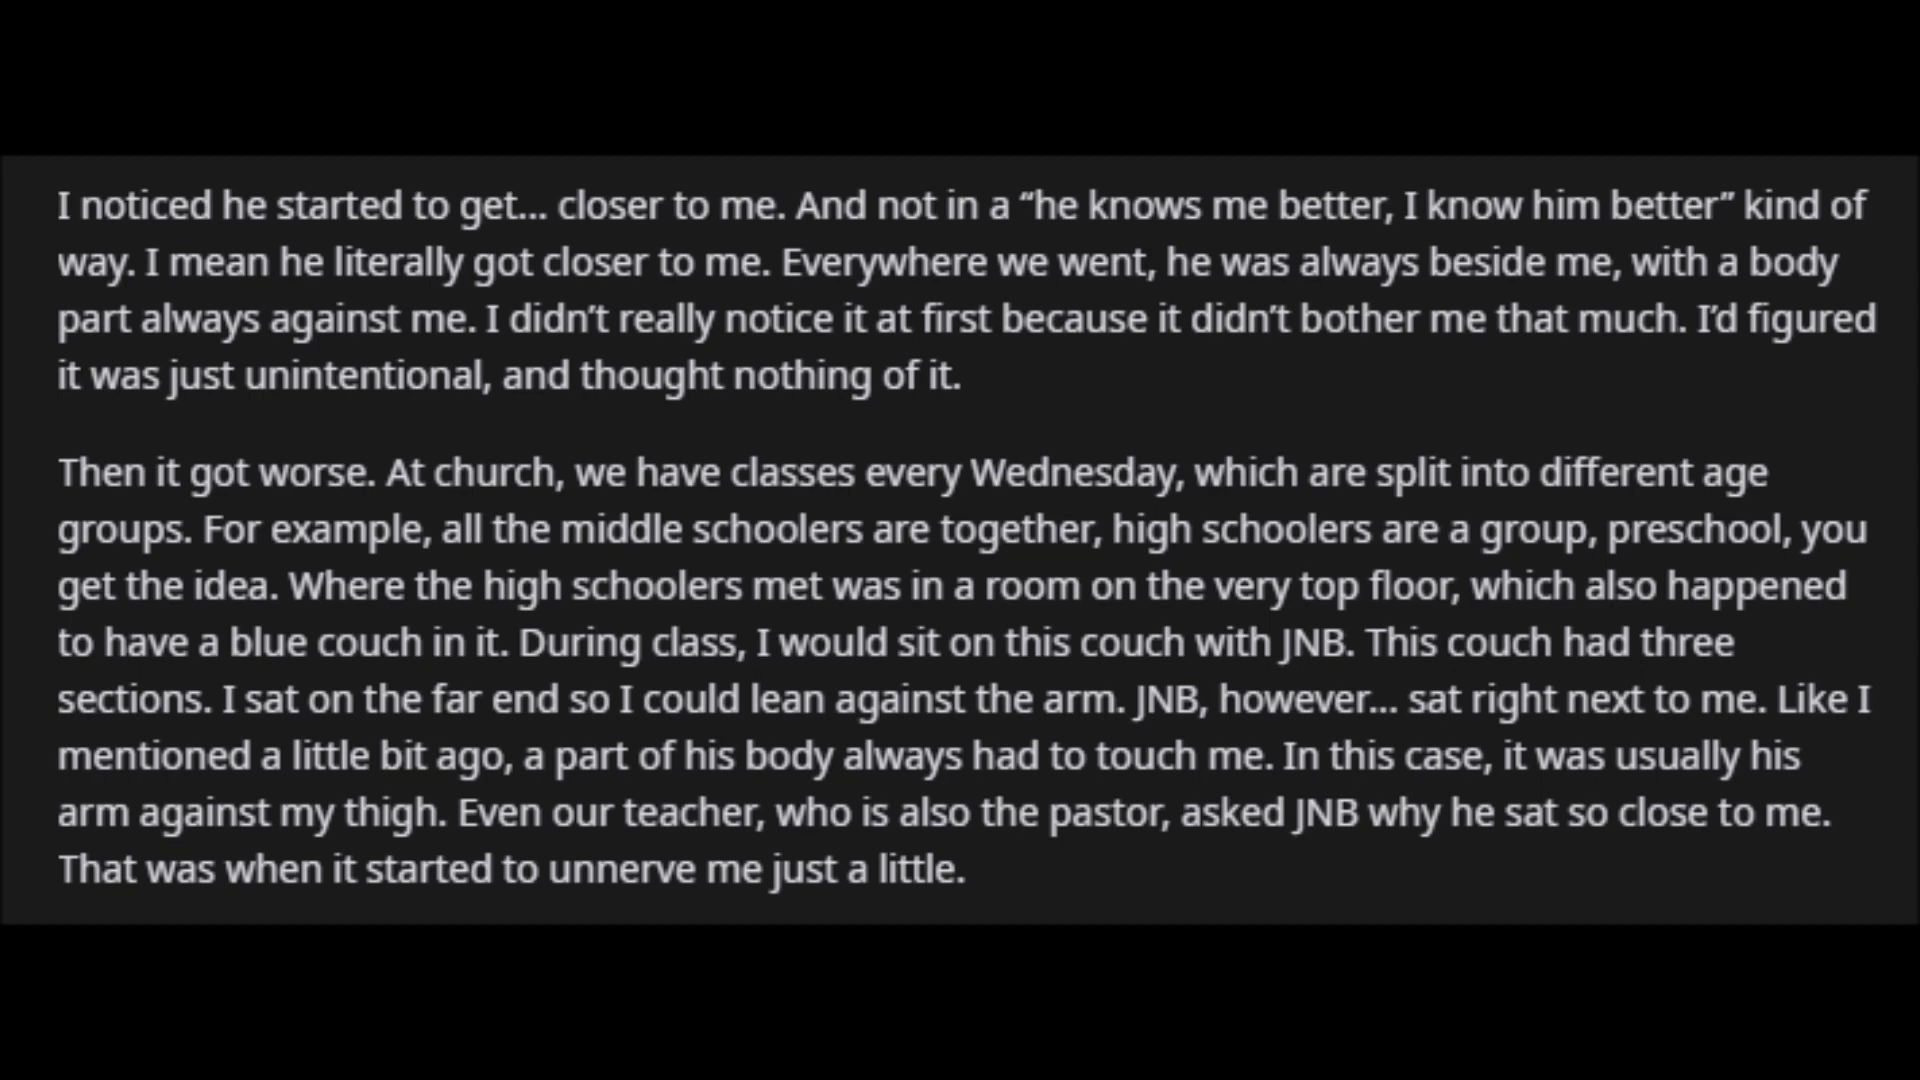 I noticed he started to get... closer to me. And not in a “he knows me better, I know him better” kind of
way. I mean he literally got closer to me. Everywhere we went, he was always beside me, with a body
part always against me. I didn’t really notice it at first because it didn’t bother me that much. I’d figured
it was just unintentional, and thought nothing of it.
Then it got worse. At church, we have classes every Wednesday, which are split into different age
groups. For example, all the middle schoolers are together, high schoolers are a group, preschool, you
get the idea. Where the high schoolers met was in a room on the very top floor, which also happened
to have a blue couch in it. During class, I would sit on this couch with JNB. This couch had three
sections. I sat on the far end so I could lean against the arm. JNB, however... sat right next to me. Like I
mentioned a little bit ago, a part of his body always had to touch me. In this case, it was usually his
arm against my thigh. Even our teacher, who is also the pastor, asked JNB why he sat so close to me.
That was when it started to unnerve me just a little.